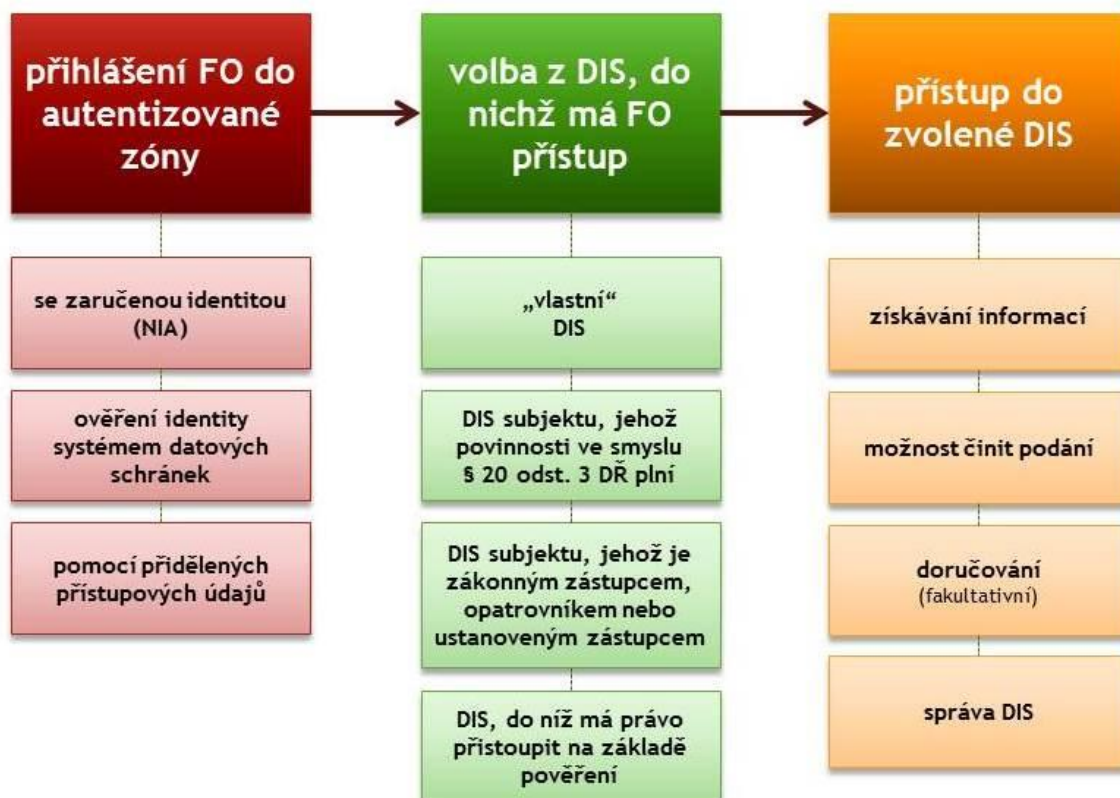 přihlášení FO do
autentizované
zóny
se zaručenou identitou
(NIA)
ověření identity
systémem datových
schránek
pomocí přidělených
přístupových údajů
volba z DIS, do
nichž má FO
přístup
„vlastní“
DIS
DIS subjektu, jehož
povinnosti ve smyslu
§ 20 odst. 3 DŘ plní
DIS subjektu, jehož je
zákonným zástupcem,
opatrovníkem nebo
ustanoveným zástupcem
DIS, do níž má právo
přistoupit na základě
pověření
přístup do
zvolené DIS
získávání informací
možnost činit podání
doručování
(fakultativní)
správa DIS